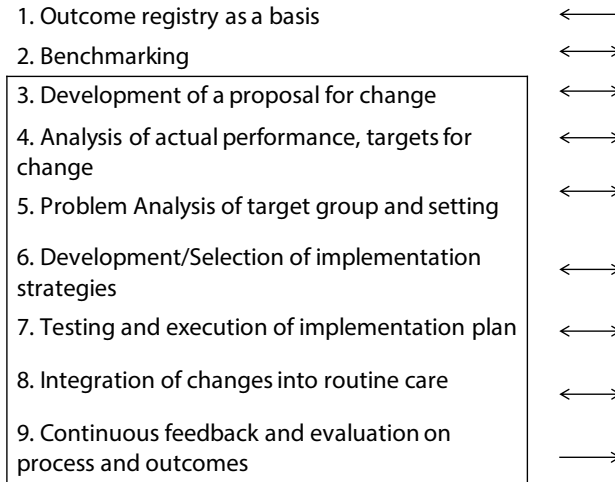 1. Outcome registry as a basis
2. Benchmarking
3. Development of a proposal for change
4. Analysis of actual performance, targets for
change
5. Problem Analysis of target group and setting
6. Development/Selection of implementation
strategies
7. Testing and execution of implementation plan
8. Integration of changes into routine care
9. Continuous feedback and evaluation on
process and outcomes